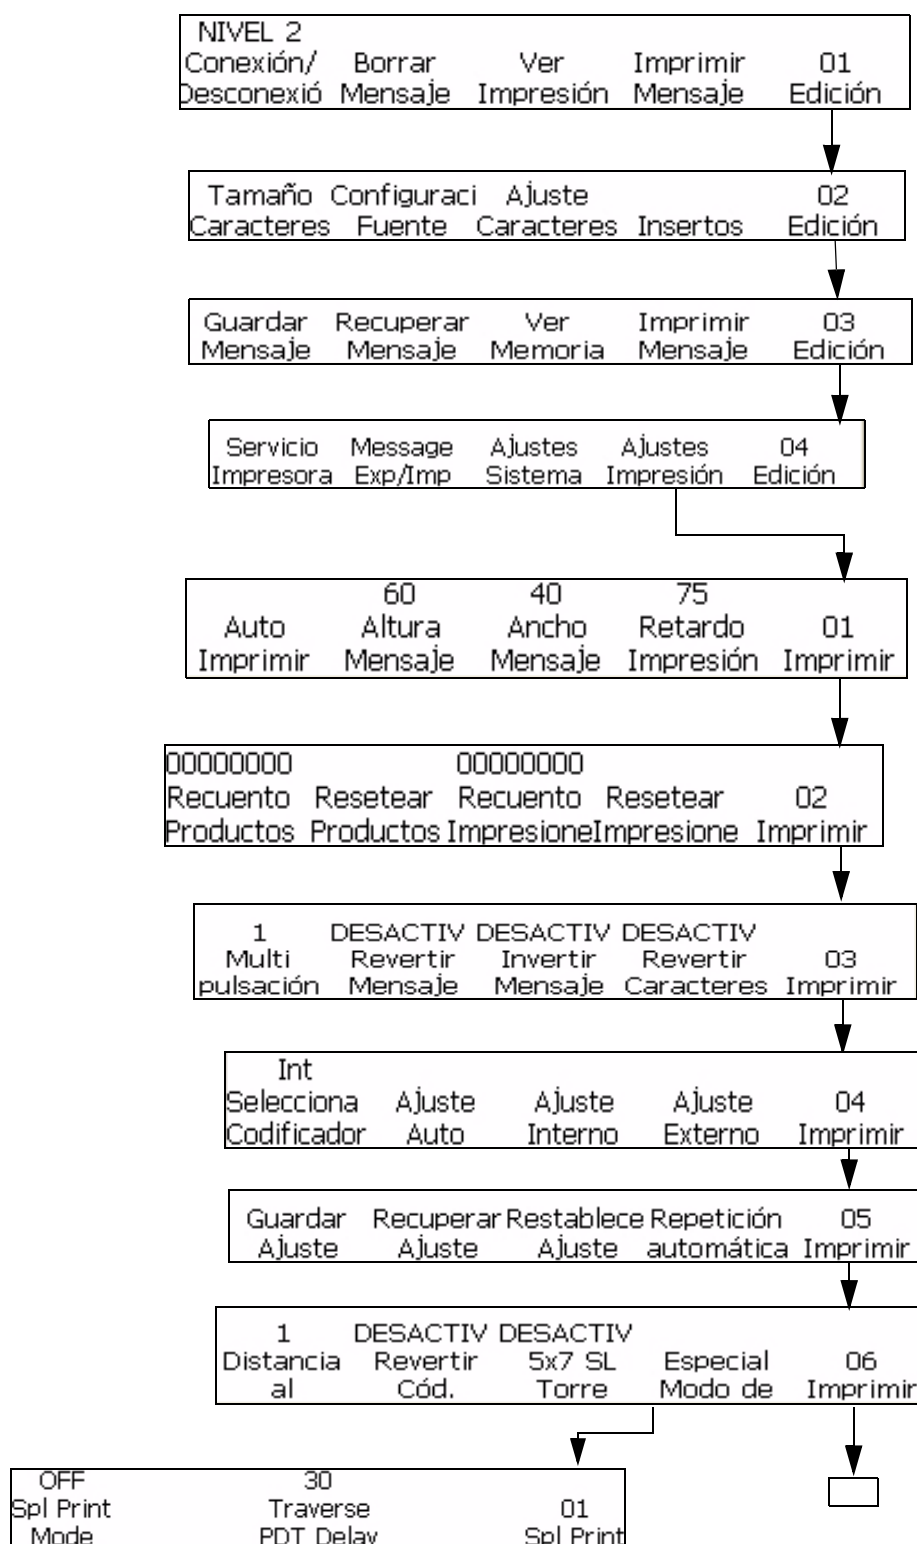 NIVEL 2
Conexión/ Borrar Ver Imprimir 01
Desconexió Mensaje Impresión Mensaje Edición
Tamaño Configuraci Ajuste 02
Caracteres Fuente Caracteres Insertos Edición
Guardar Recuperar Ver Imprimir 03
Mensaje Mensaje Memoria Mensaje Edición
Servicio Message Ajustes Ajustes 04
Impresora Exp/Imp Sistema Impresión Edición
60 40 75
Auto Altura Ancho Retardo 01
Imprimir Mensaje Mensaje Impresión Imprimir
00000000 00000000
Recuento Resetear Recuento Resetear 02
Productos Productos Impresione Impresione Imprimir
1 DESACTIV DESACTIV DESACTIV
Multi Revertir Invertir Revertir 03
pulsación Mensaje Mensaje Caracteres Imprimir
Int
Selecciona Ajuste Ajuste Ajuste 04
Codificador Auto Interno Externo Imprimir
Guardar Recuperar Restablece Repetición 05
Ajuste Ajuste Ajuste automática Imprimir
1 DESACTIV DESACTIV
Distancia Revertir 5x7 SL Especial 06
al Cód. Torre Modo de Imprimir
OFF 30
Spl Print Traverse 01
Mode PDT Delay Spl Print